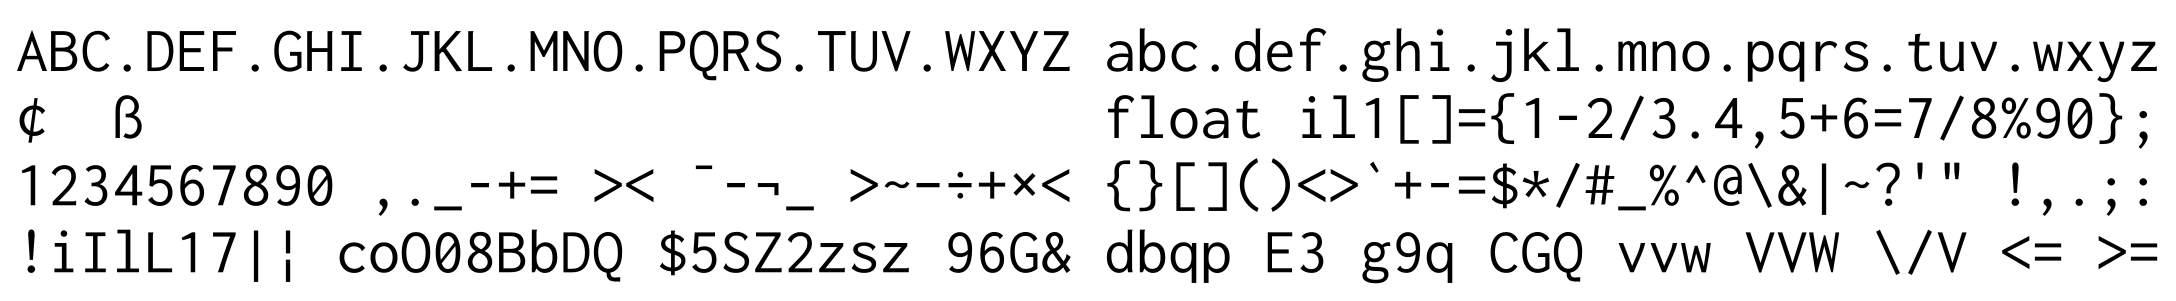 ABC.DEF.GHI.JKL.MNO.PQRS.TUV.WXYZ abc.def.ghi.jkl.mno.pqrs.tuv.wxyz
¢  ß                              float il1[]={1-2/3.4,5+6=7/8%90};
1234567890 ,._-+= >< ¯-¬_ >~−÷+×< {}[]()<>`+-=$*/#_%^@\&|~?'" !,.;:
!iIlL17|¦ coO08BbDQ $5SZ2zsz 96G& dbqp E3 g9q CGQ vvw VVW \/V <= >=